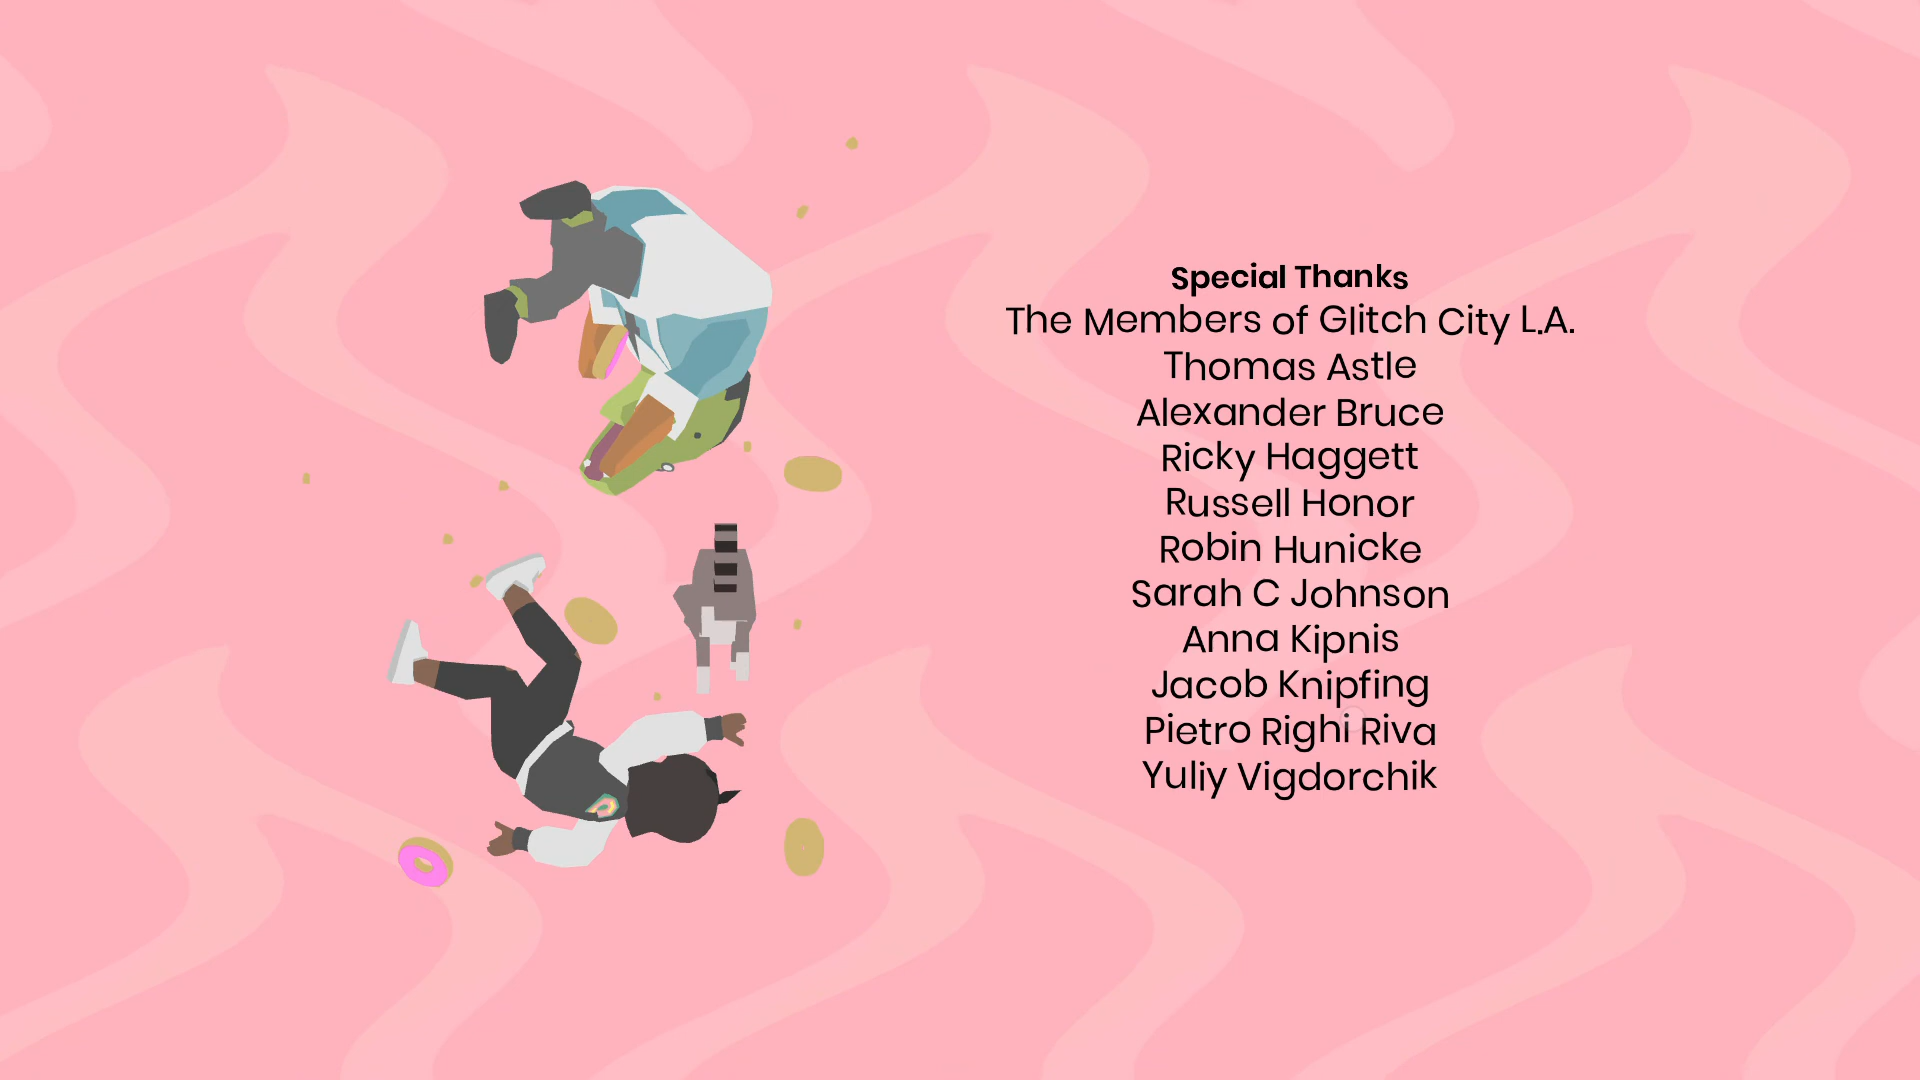 Special Thanks
The Members of Glitch City L.A.
Thomas Astle
Alexander Bruce
Ricky Haggett
Russell Honor
Robin Hunicke
Sarah C Johnson
Anna Kipnis
Jacob Knipfing
Pietro Righi Riva
Yuliy Vigdorchik